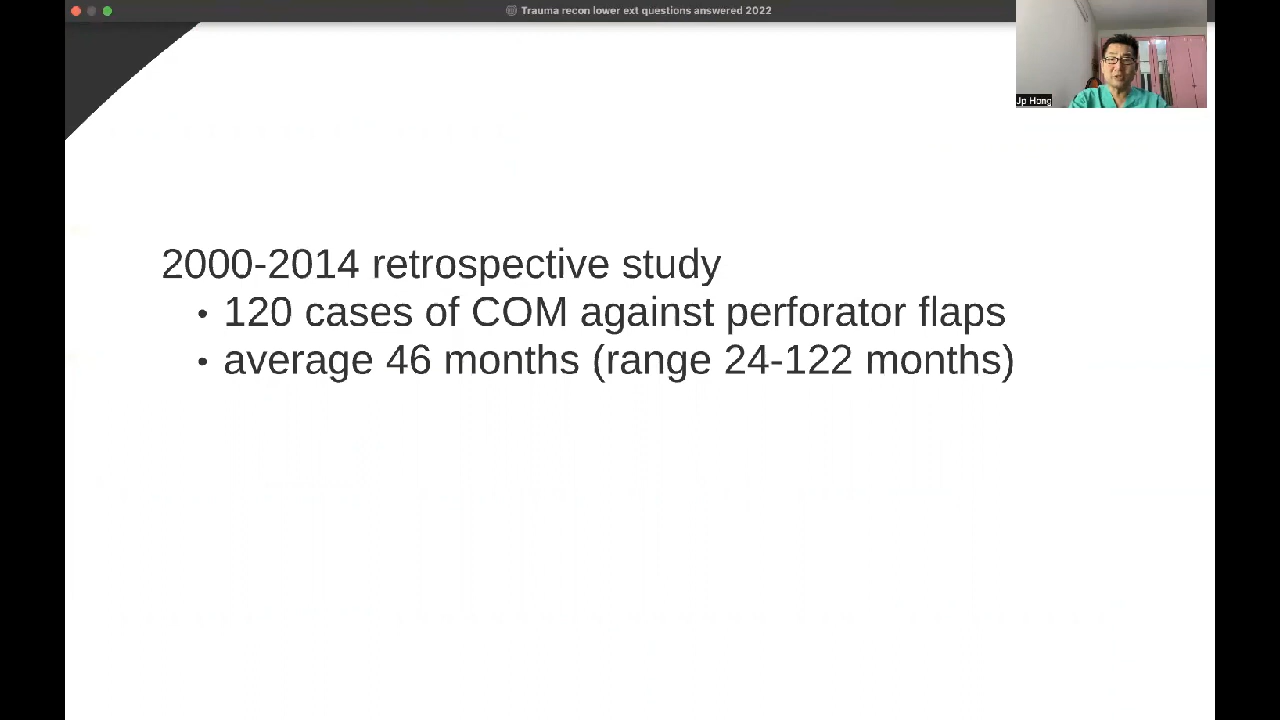 Trauma recon lower ext questions answered 2022
Jp Hong
2000-2014 retrospective study
• 120 cases of COM against perforator flaps
• average 46 months (range 24-122 months)